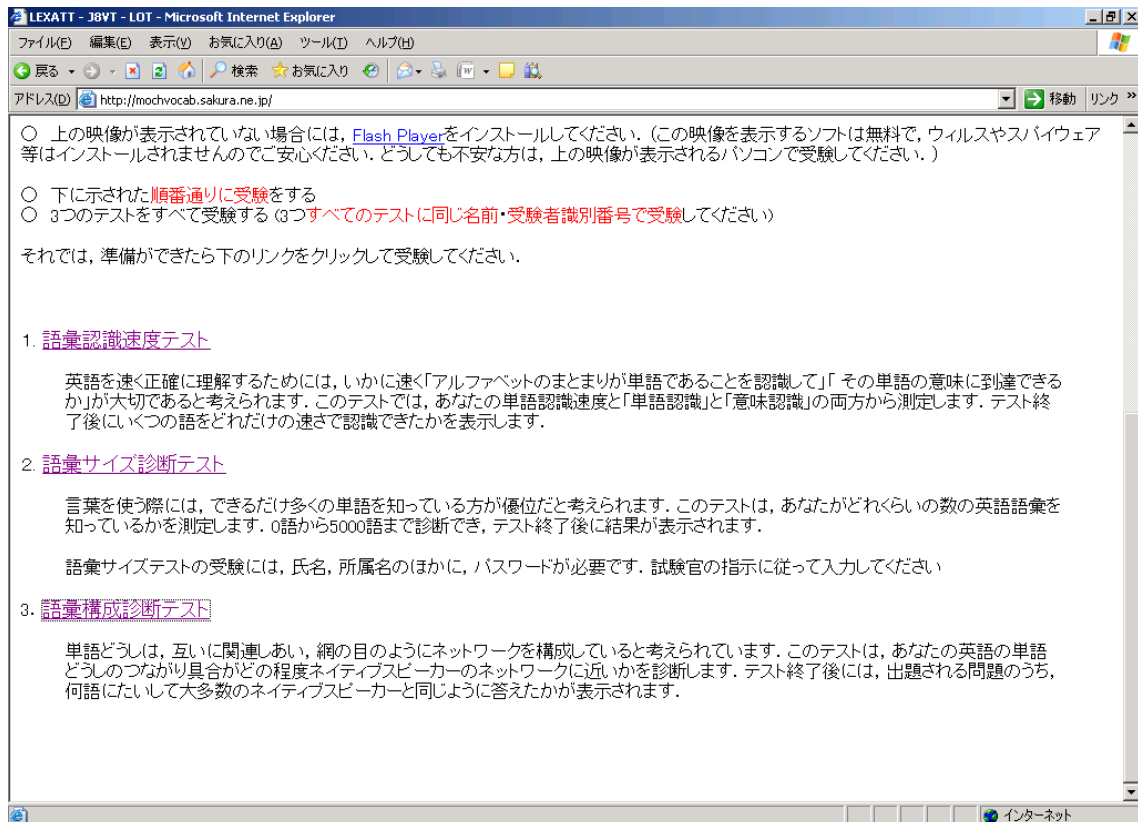 LEXATT - J8VT - LOT - Microsoft Internet Explorer
ファイル(F) 編集(E) 表示(V) お気に入り(A) ツール(T) ヘルプ(H)
戻る 検索 お気に入り
アドレス(D) http://mochvocab.sakura.ne.jp/ 移動 リンク »
○ 上の映像が表示されていない場合には, Flash Playerをインストールしてください. (この映像を表示するソフトは無料で, ウィルスやスパイウェア
等はインストールされませんのでご安心ください. どうしても不安な方は, 上の映像が表示されるパソコンで受験してください. )
○ 下に示された順番通りに受験をする
○ 3つのテストをすべて受験する (3つすべてのテストに同じ名前・受験者識別番号で受験してください)
それでは, 準備ができたら下のリンクをクリックして受験してください.
1. 語彙認識速度テスト
英語を速く正確に理解するためには, いかに速く「アルファベットのまとまりが単語であることを認識して」「 その単語の意味に到達できる
か」が大切であると考えられます. このテストでは, あなたの単語認識速度と「単語認識」と「意味認識」の両方から測定します. テスト終
了後にいくつの語をどれだけの速さで認識できたかを表示します.
2. 語彙サイズ診断テスト
言葉を使う際には, できるだけ多くの単語を知っている方が優位だと考えられます. このテストは, あなたがどれくらいの数の英語語彙を
知っているかを測定します. 0語から5000語まで診断でき, テスト終了後に結果が表示されます.
語彙サイズテストの受験には, 氏名, 所属名のほかに, パスワードが必要です. 試験官の指示に従って入力してください
3. 語彙構成診断テスト
単語どうしは, 互いに関連しあい, 網の目のようにネットワークを構成していると考えられています. このテストは, あなたの英語の単語
どうしのつながり具合がどの程度ネイティブスピーカーのネットワークに近いかを診断します. テスト終了後には, 出題される問題のうち,
何語にたいして大多数のネイティブスピーカーと同じように答えたかが表示されます.
インターネット